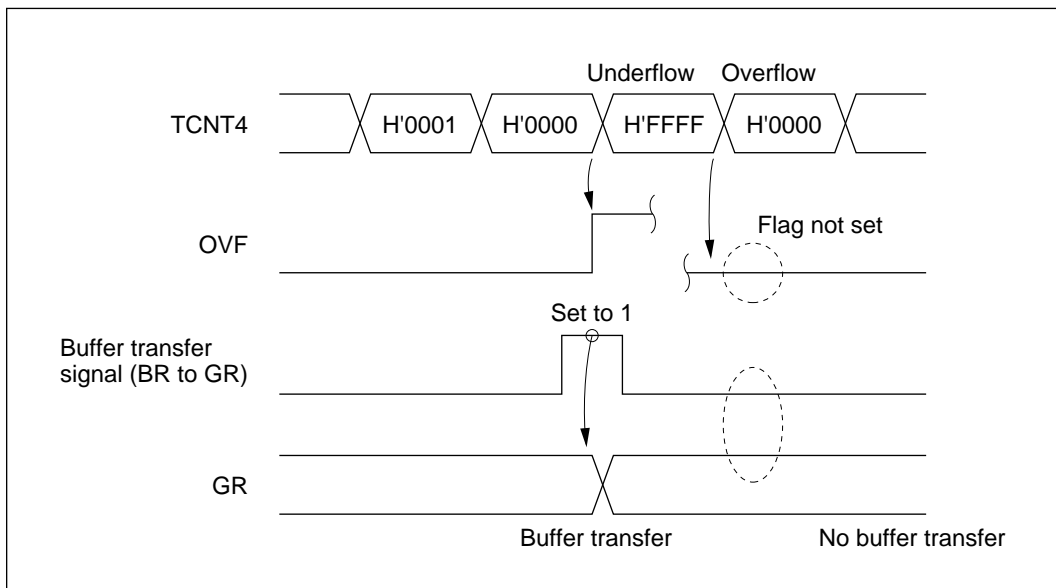 Underflow Overflow
TCNT4 H'0001 H'0000 H'FFFF H'0000
OVF
Flag not set
Set to 1
Buffer transfer
signal (BR to GR)
GR
Buffer transfer
No buffer transfer